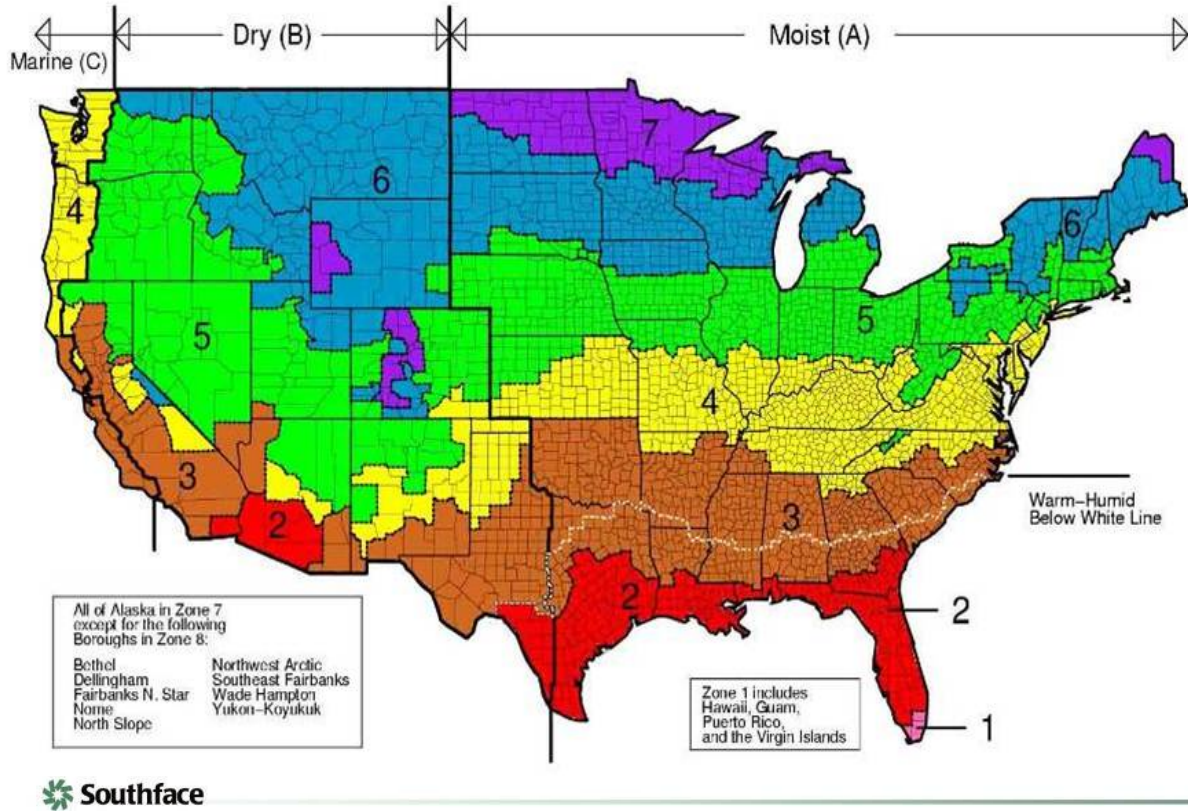 Marine (C)
Dry (B)
Moist (A)
7
6
4
6
5
5
4
3
3
2
2
2
1
Warm-Humid
Below White Line
All of Alaska in Zone 7
except for the following
Boroughs in Zone 8:
Bethel Northwest Arctic
Dellingham Southeast Fairbanks
Fairbanks N. Star Wade Hampton
Nome Yukon-Koyukuk
North Slope
Zone 1 includes
Hawaii, Guam,
Puerto Rico,
and the Virgin Islands
Southface